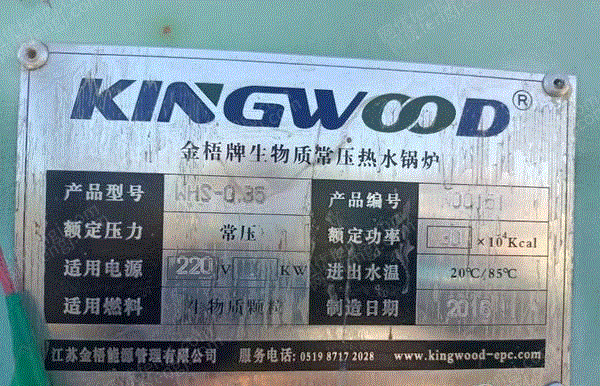 KINGWOOD®
金梧牌生物质常压热水锅炉
产品型号 WHS-0.35 产品编号
额定压力 常压 额定功率 30 ×10⁴Kcal
适用电源 220 V KW 进出水温 20℃/85℃
适用燃料 生物质颗粒 制造日期 2016
江苏金梧能源管理有限公司 服务电话: 0519 8717 2028 www.kingwood-epc.com